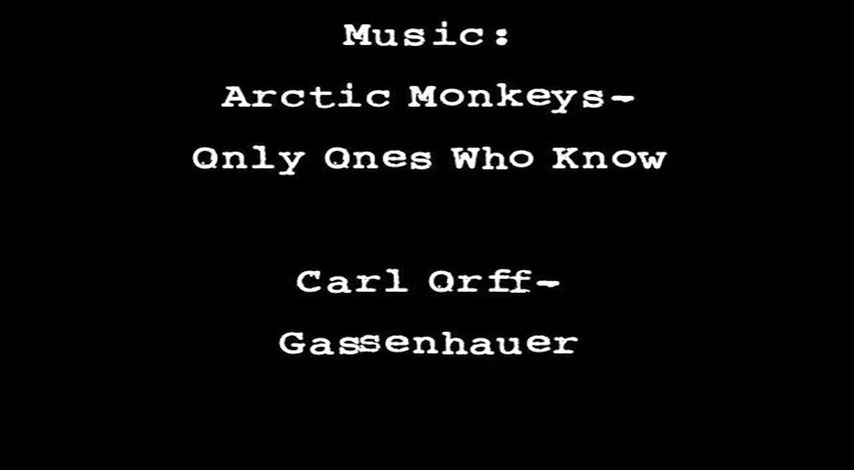 Music:
Arctic Monkeys-
Only Ones Who Know
Carl Orff-
Gassenhauer